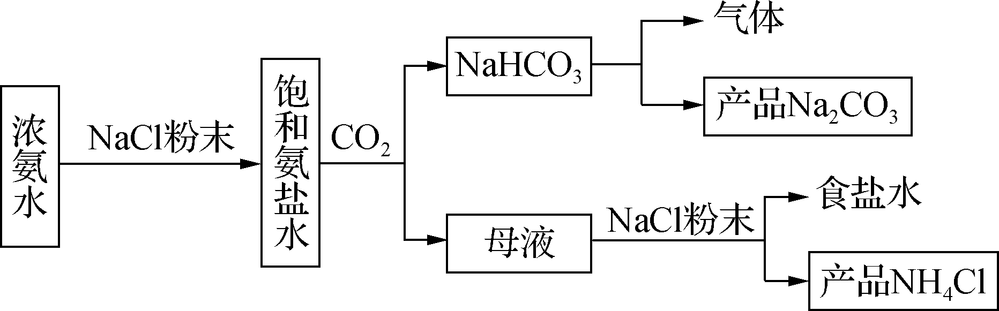 浓氨水
NaCl粉末
饱和氨盐水
CO₂
NaHCO₃
气体
产品Na₂CO₃
母液
NaCl粉末
食盐水
产品NH₄Cl